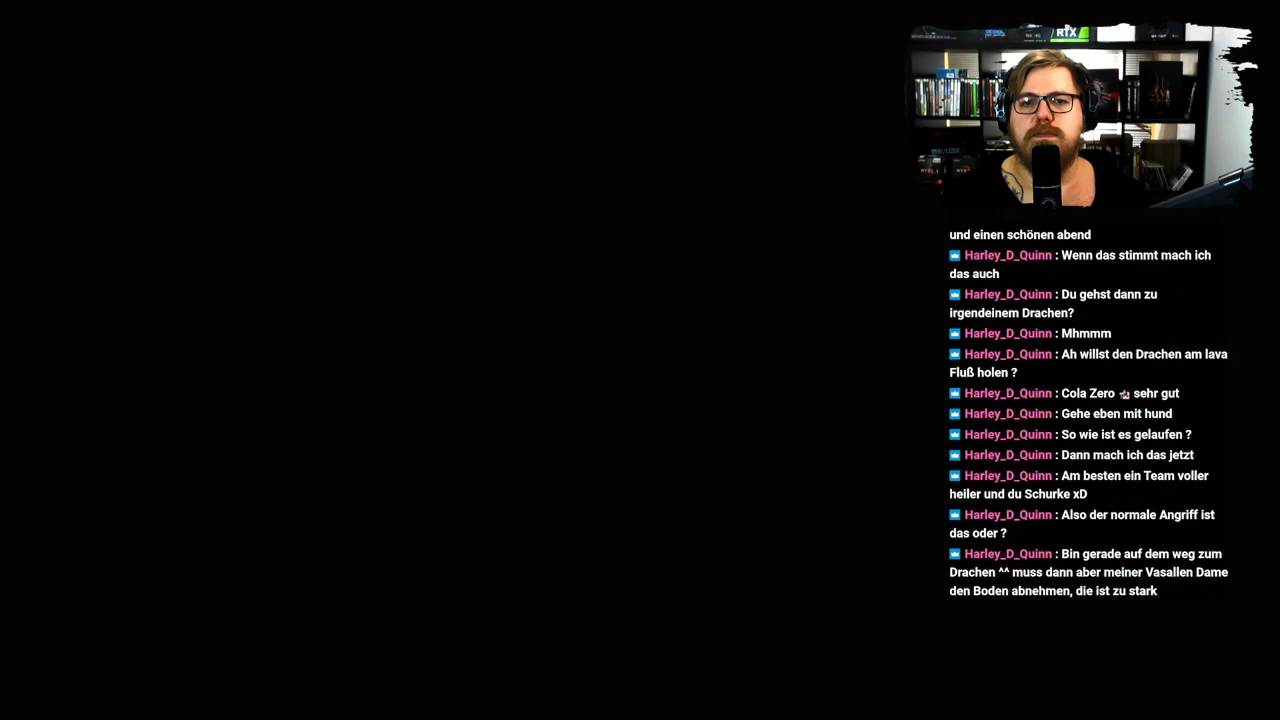 RTX
und einen schönen abend
Harley_D_Quinn : Wenn das stimmt mach ich
das auch
Harley_D_Quinn : Du gehst dann zu
irgendeinem Drachen?
Harley_D_Quinn : Mhmmm
Harley_D_Quinn : Ah willst den Drachen am lava
Fluß holen ?
Harley_D_Quinn : Cola Zero sehr gut
Harley_D_Quinn : Gehe eben mit hund
Harley_D_Quinn : So wie ist es gelaufen ?
Harley_D_Quinn : Dann mach ich das jetzt
Harley_D_Quinn : Am besten ein Team voller
heiler und du Schurke xD
Harley_D_Quinn : Also der normale Angriff ist
das oder ?
Harley_D_Quinn : Bin gerade auf dem weg zum
Drachen ^^ muss dann aber meiner Vasallen Dame
den Boden abnehmen, die ist zu stark